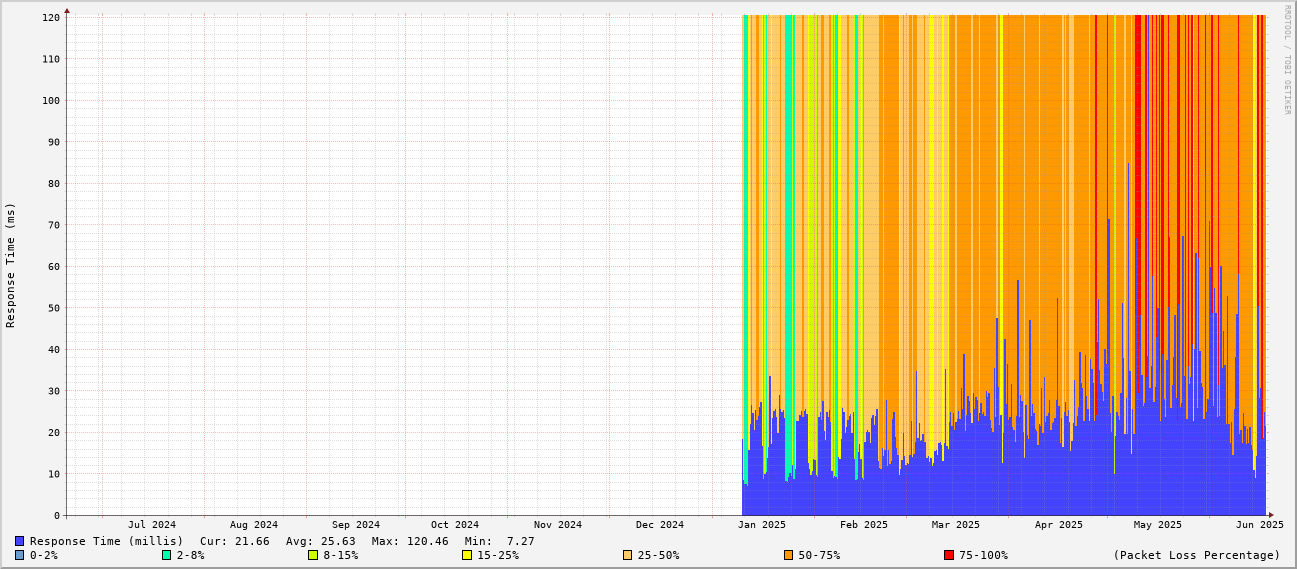 RRDTOOL / TOBI OETIKER
Response Time (ms)
120
110
100
90
80
70
60
50
40
30
20
10
0
Jul 2024 Aug 2024 Sep 2024 Oct 2024 Nov 2024 Dec 2024 Jan 2025 Feb 2025 Mar 2025 Apr 2025 May 2025 Jun 2025
Response Time (millis) Cur: 21.66 Avg: 25.63 Max: 120.46 Min: 7.27
0-2% 2-8% 8-15% 15-25% 25-50% 50-75% 75-100% (Packet Loss Percentage)